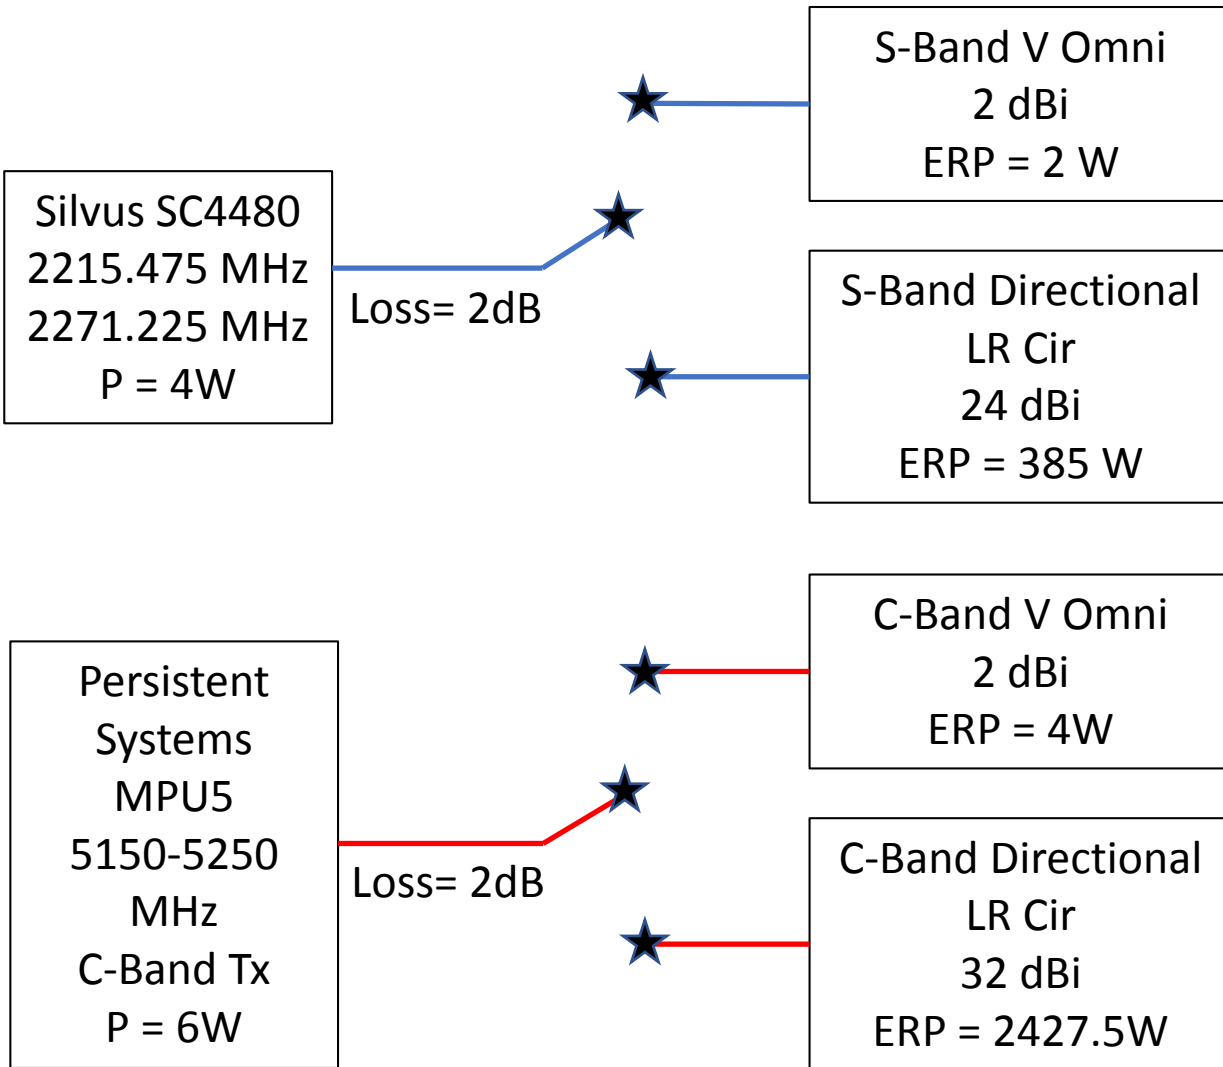 S-Band V Omni
2 dBi
ERP = 2 W
Silvus SC4480
2215.475 MHz
2271.225 MHz
P = 4W
Loss= 2dB
S-Band Directional
LR Cir
24 dBi
ERP = 385 W
C-Band V Omni
2 dBi
ERP = 4W
Persistent
Systems
MPU5
5150-5250
MHz
C-Band Tx
P = 6W
Loss= 2dB
C-Band Directional
LR Cir
32 dBi
ERP = 2427.5W